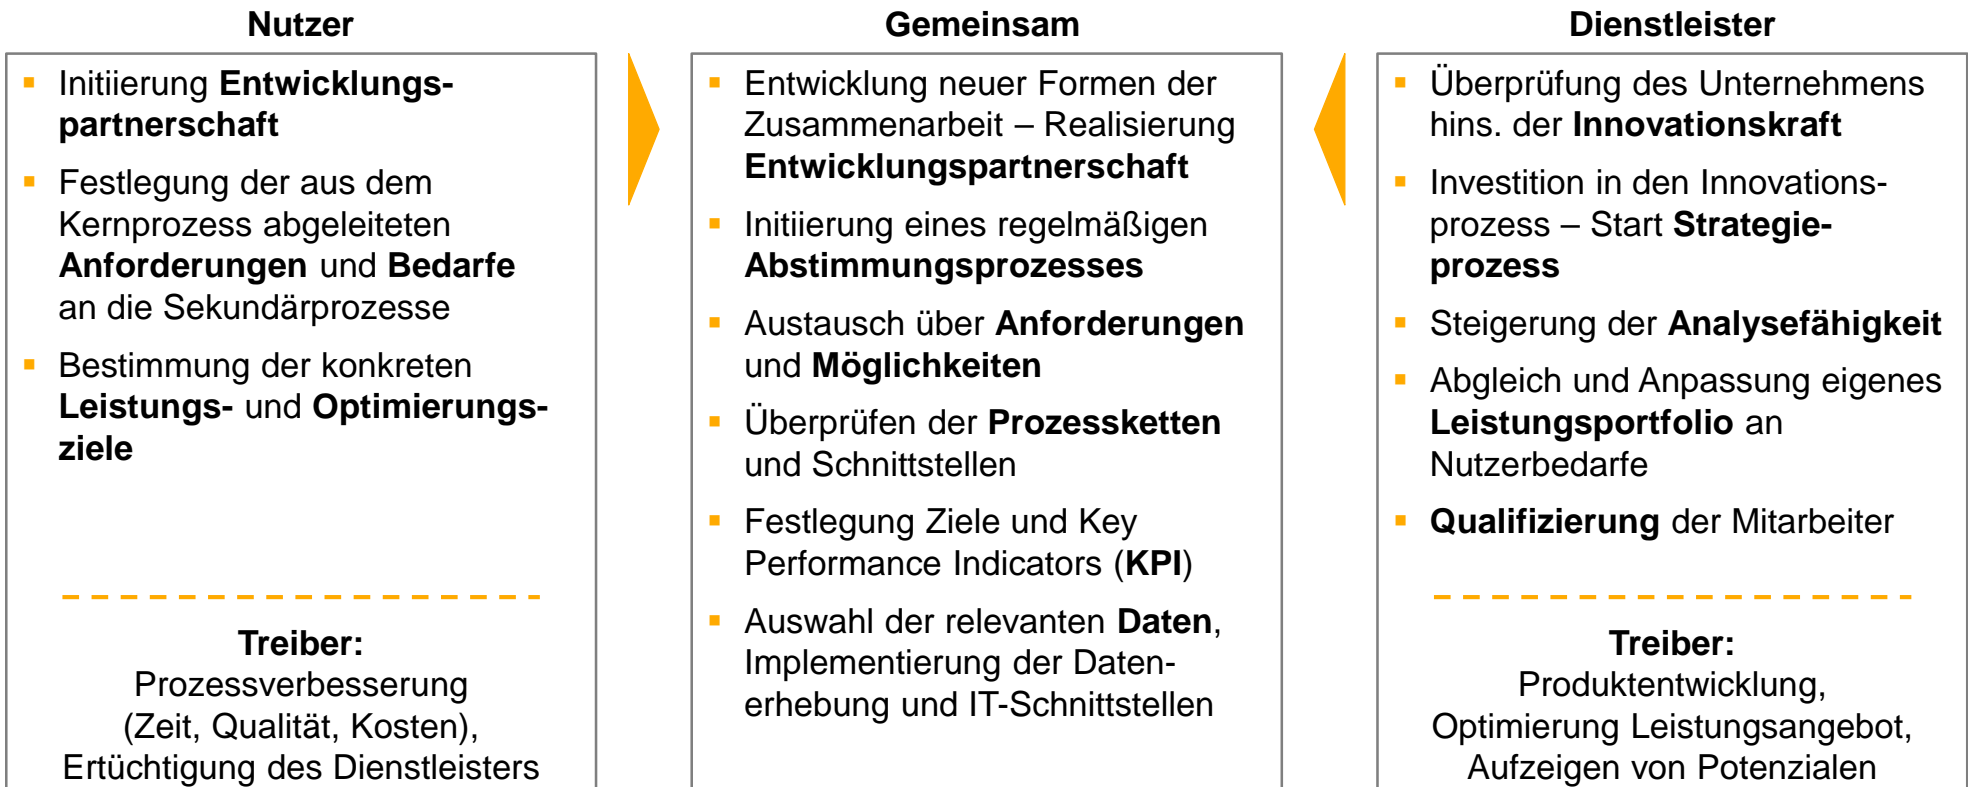 Nutzer
Initiierung Entwicklungs-
partnerschaft
Festlegung der aus dem
Kernprozess abgeleiteten
Anforderungen und Bedarfe
an die Sekundärprozesse
Bestimmung der konkreten
Leistungs- und Optimierungs-
ziele
Treiber:
Prozessverbesserung
(Zeit, Qualität, Kosten),
Ertüchtigung des Dienstleisters
Gemeinsam
Entwicklung neuer Formen der
Zusammenarbeit – Realisierung
Entwicklungspartnerschaft
Initiierung eines regelmäßigen
Abstimmungsprozesses
Austausch über Anforderungen
und Möglichkeiten
Überprüfen der Prozessketten
und Schnittstellen
Festlegung Ziele und Key
Performance Indicators (KPI)
Auswahl der relevanten Daten,
Implementierung der Daten-
erhebung und IT-Schnittstellen
Dienstleister
Überprüfung des Unternehmens
hins. der Innovationskraft
Investition in den Innovations-
prozess – Start Strategie-
prozess
Steigerung der Analysefähigkeit
Abgleich und Anpassung eigenes
Leistungsportfolio an
Nutzerbedarfe
Qualifizierung der Mitarbeiter
Treiber:
Produktentwicklung,
Optimierung Leistungsangebot,
Aufzeigen von Potenzialen